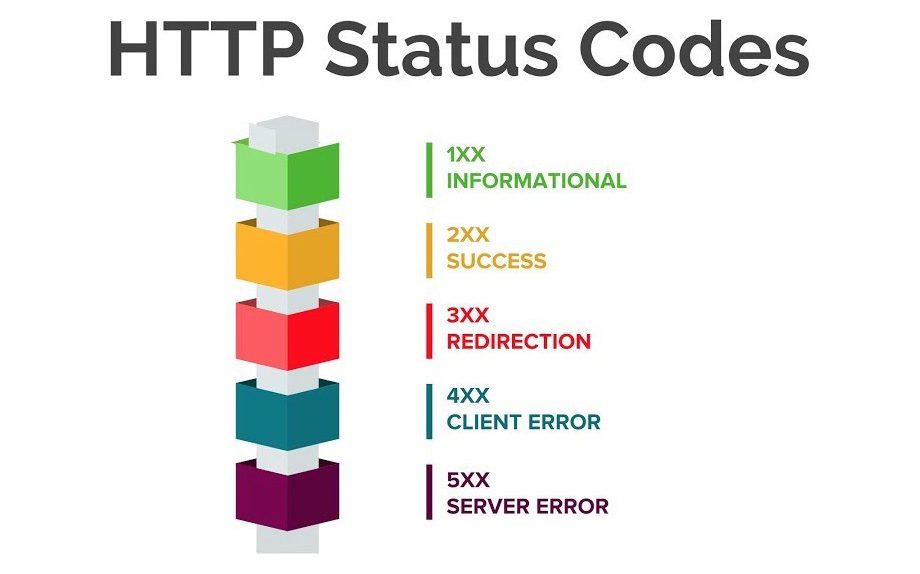 HTTP Status Codes
1XX
INFORMATIONAL
2XX
SUCCESS
3XX
REDIRECTION
4XX
CLIENT ERROR
5XX
SERVER ERROR